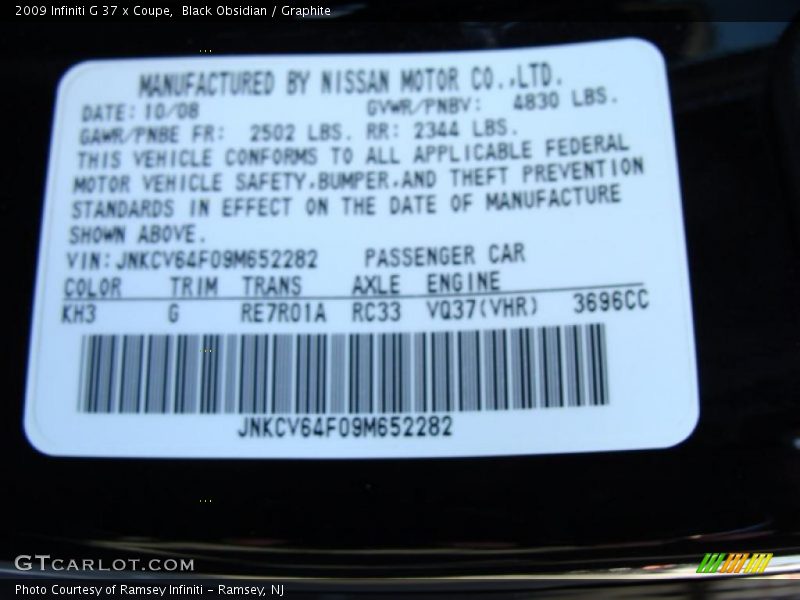 2009 Infiniti G 37 x Coupe,  Black Obsidian / Graphite
MANUFACTURED BY NISSAN MOTOR CO.,LTD.
DATE: 10/08 GVWR/PNBV: 4830 LBS.
GAWR/PNBE FR: 2502 LBS. RR: 2344 LBS.
THIS VEHICLE CONFORMS TO ALL APPLICABLE FEDERAL
MOTOR VEHICLE SAFETY,BUMPER,AND THEFT PREVENTION
STANDARDS IN EFFECT ON THE DATE OF MANUFACTURE
SHOWN ABOVE.
VIN: JNKCV64F09M652282 PASSENGER CAR
COLOR TRIM TRANS AXLE ENGINE
KH3 G RE7R01A RC33 VQ37(VHR) 3696CC
JNKCV64F09M652282
GTCARLOT.COM
Photo Courtesy of Ramsey Infiniti - Ramsey, NJ